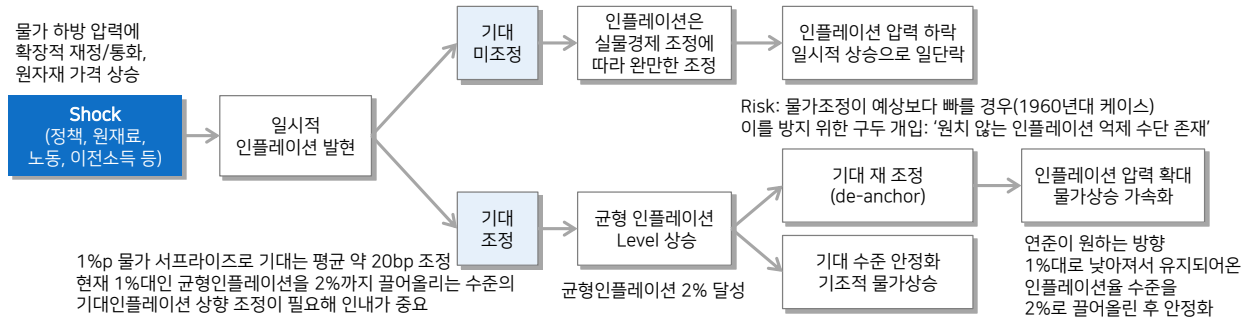 물가 하방 압력에
확장적 재정/통화,
원자재 가격 상승
Shock
(정책, 원재료,
노동, 이전소득 등)
일시적
인플레이션 발현
기대
미조정
인플레이션은
실물경제 조정에
따라 완만한 조정
인플레이션 압력 하락
일시적 상승으로 일단락
Risk: 물가조정이 예상보다 빠를 경우(1960년대 케이스)
이를 방지 위한 구두 개입: ‘원치 않는 인플레이션 억제 수단 존재’
기대
조정
균형 인플레이션
Level 상승
기대 재 조정
(de-anchor)
인플레이션 압력 확대
물가상승 가속화
기대 수준 안정화
기조적 물가상승
1%p 물가 서프라이즈로 기대는 평균 약 20bp 조정
현재 1%대인 균형인플레이션을 2%까지 끌어올리는 수준의
기대인플레이션 상향 조정이 필요해 인내가 중요
균형인플레이션 2% 달성
연준이 원하는 방향
1%대로 낮아져서 유지되어온
인플레이션율 수준을
2%로 끌어올린 후 안정화